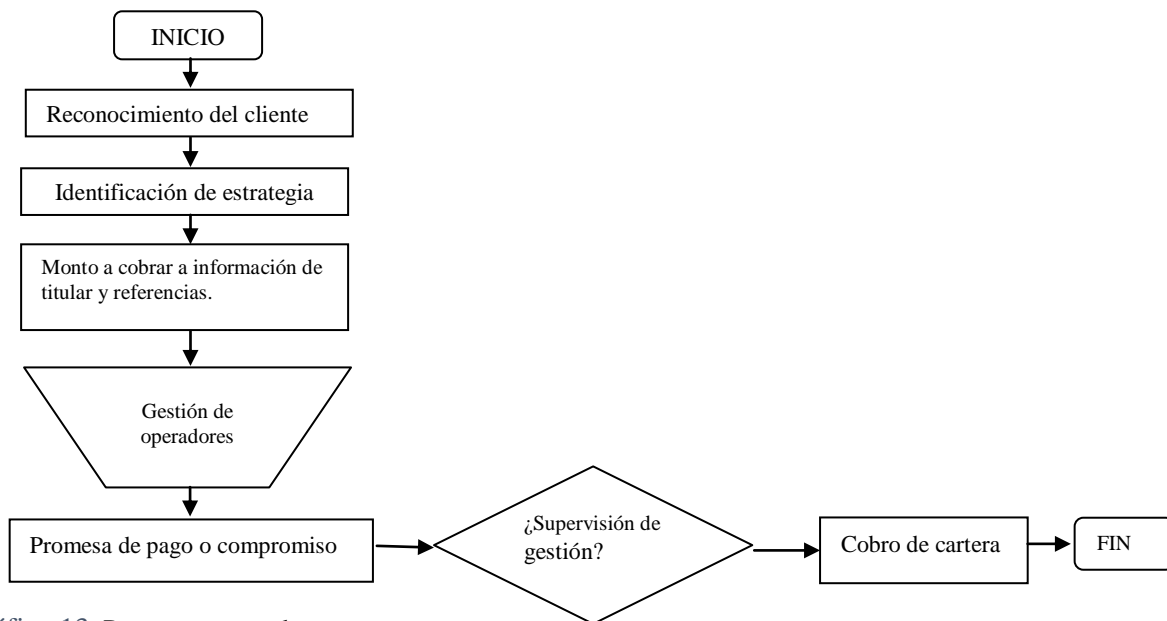 INICIO
Reconocimiento del cliente
Identificación de estrategia
Monto a cobrar a información de
titular y referencias.
Gestión de
operadores
Promesa de pago o compromiso
¿Supervisión de
gestión?
Cobro de cartera
FIN